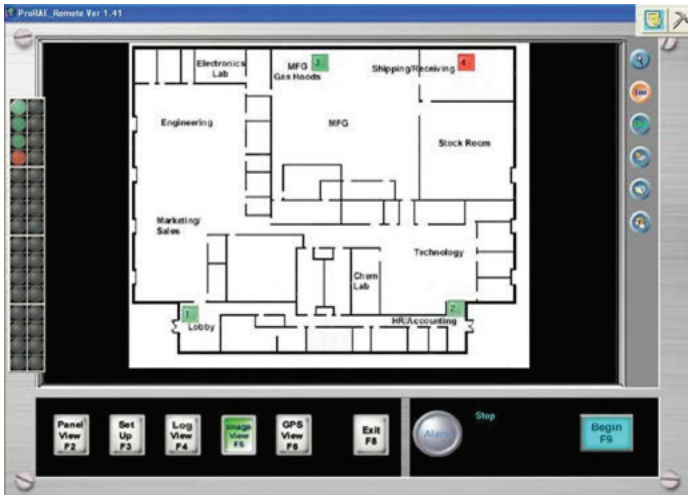 ProRAE_Remote Ver 1.41
Electronics
Lab
MFG
Gas Hoods
3
Shipping/Receiving
4
Engineering
MFG
Stock Room
Marketing/
Sales
Technology
Chem
Lab
1
Lobby
2
HR/Accounting
Panel
View
F2
Set
Up
F3
Log
View
F4
Image
View
F5
GPS
View
F6
Exit
F8
Alarm
Stop
Begin
F9